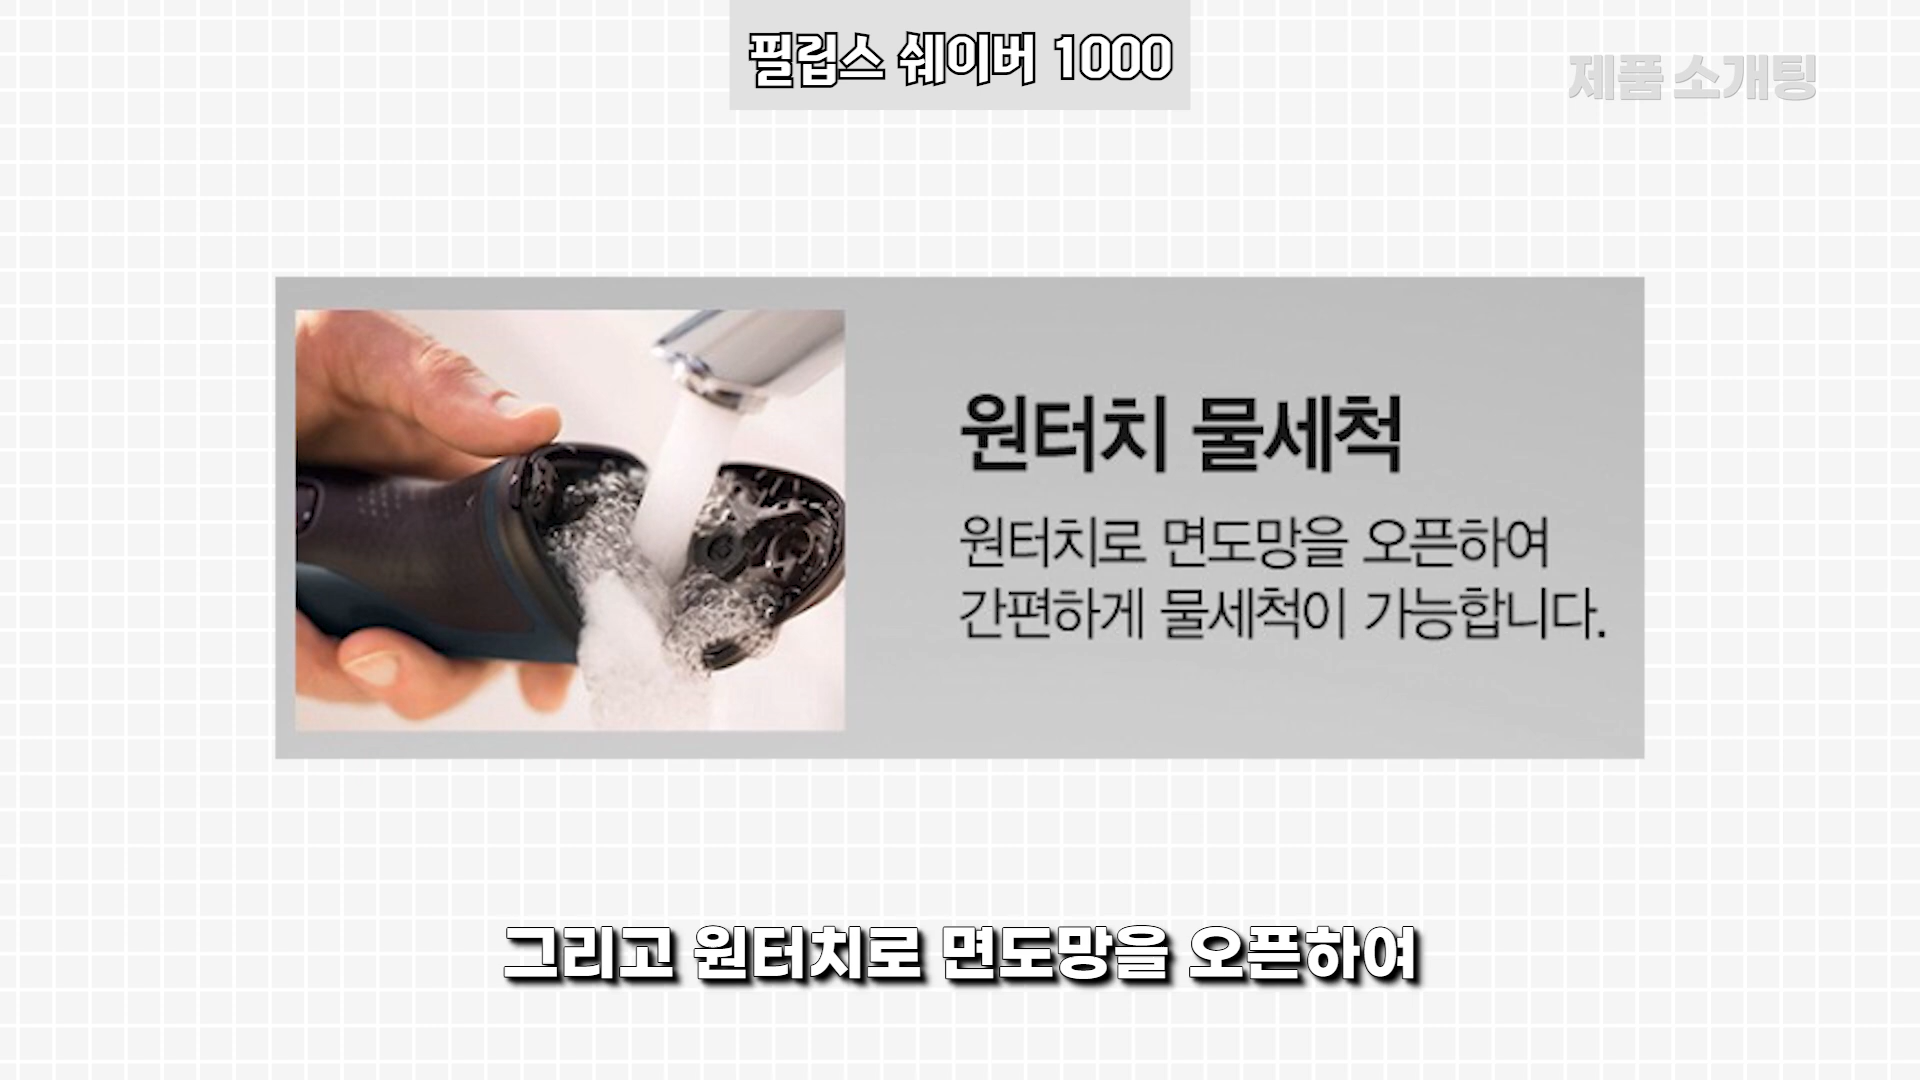 필립스 쉐이버 1000
제품 소개팅
원터치 물세척
원터치로 면도망을 오픈하여
간편하게 물세척이 가능합니다.
그리고 원터치로 면도망을 오픈하여